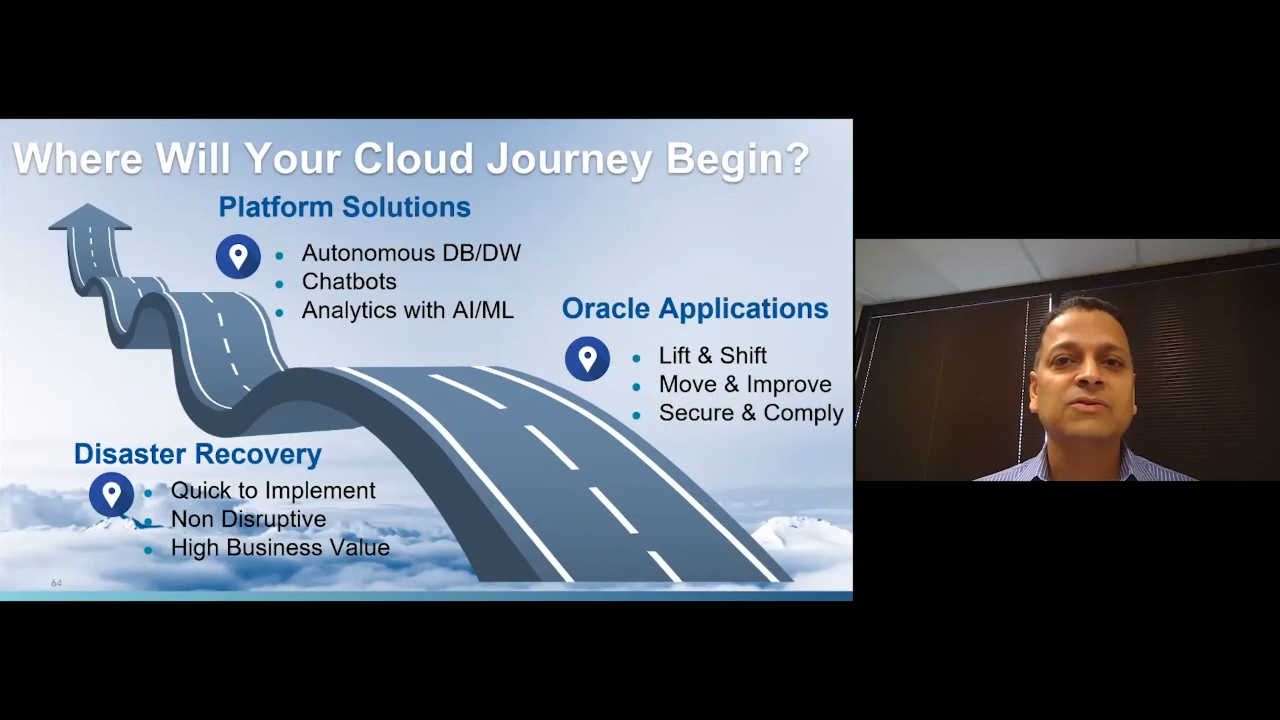 Where Will Your Cloud Journey Begin?
Platform Solutions
Autonomous DB/DW
Chatbots
Analytics with AI/ML
Oracle Applications
Lift & Shift
Move & Improve
Secure & Comply
Disaster Recovery
Quick to Implement
Non Disruptive
High Business Value
64